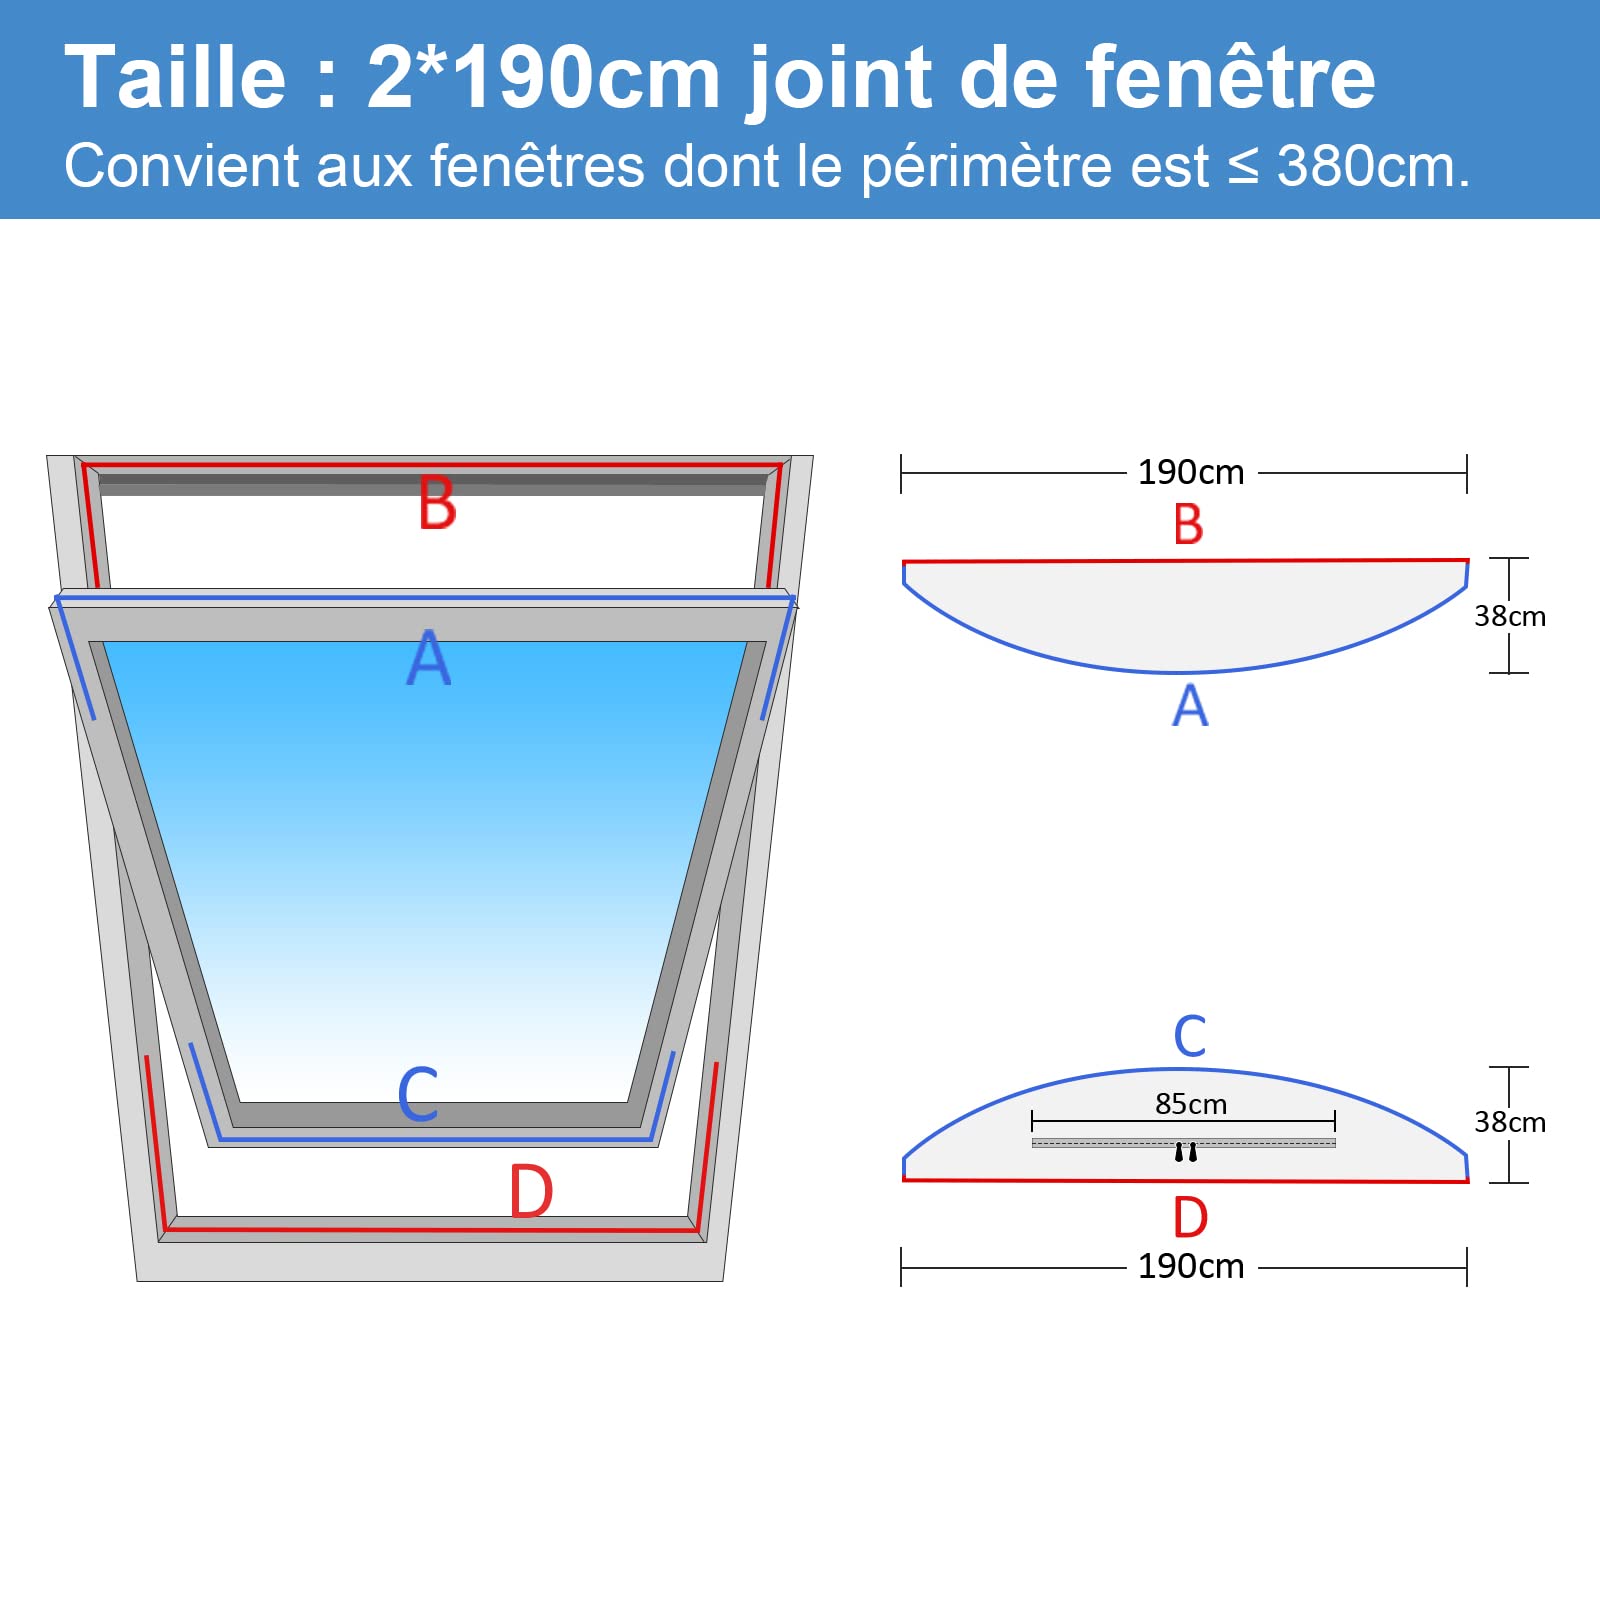 Taille : 2*190cm joint de fenêtre
Convient aux fenêtres dont le périmètre est ≤ 380cm.
B
A
C
D
190cm
B
38cm
A
C
85cm
38cm
D
190cm